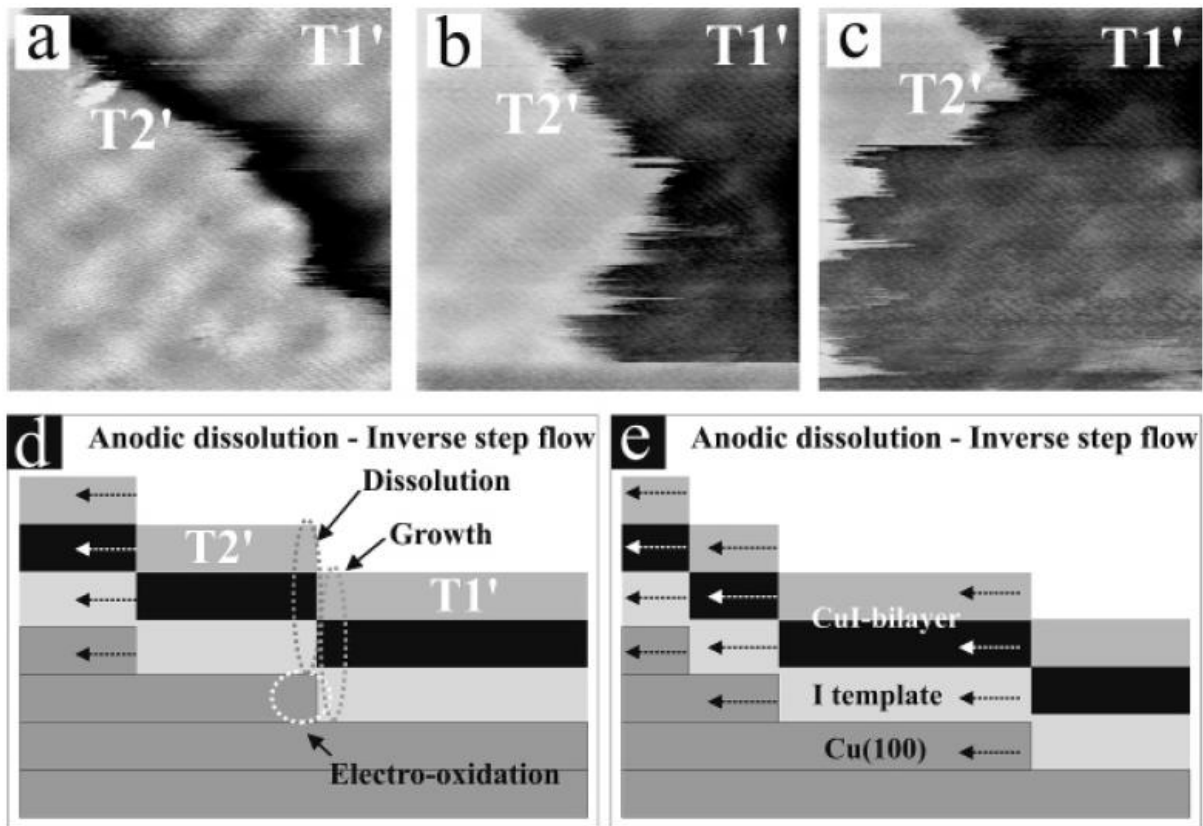 a
T1'
T2'
b
T1'
T2'
c
T1'
T2'
d
Anodic dissolution - Inverse step flow
Dissolution
Growth
T2'
T1'
Electro-oxidation
e
Anodic dissolution - Inverse step flow
CuI-bilayer
I template
Cu(100)